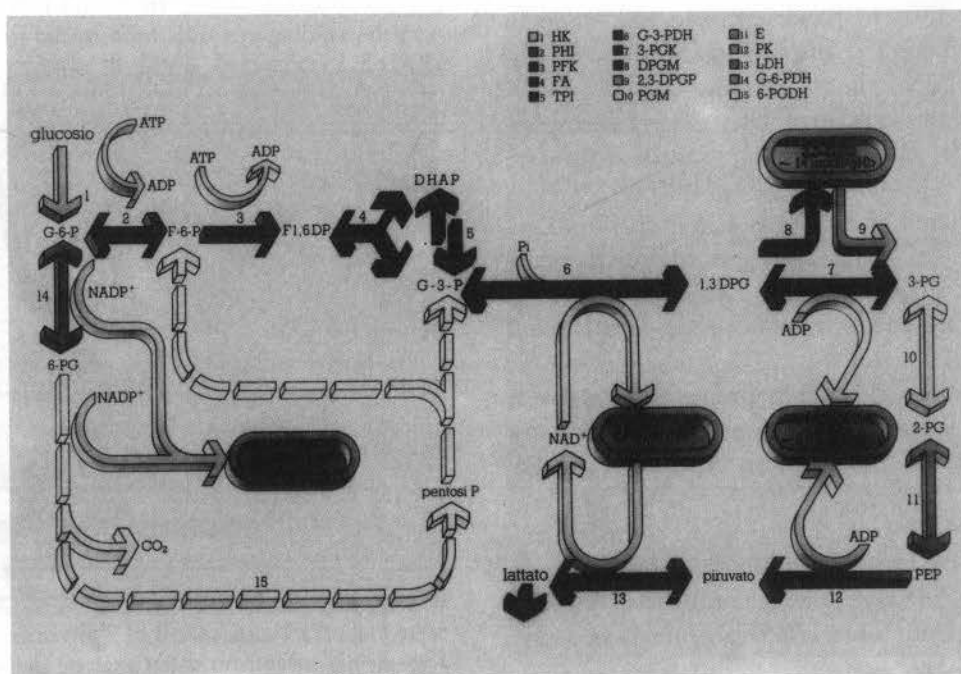 1 HK
2 PHI
3 PFK
4 FA
5 TPI
6 G-3-PDH
7 3-PGK
8 DPGM
9 2,3-DPGP
10 PGM
11 E
12 PK
13 LDH
14 G-6-PDH
15 6-PGDH
glucosio
ATP
ADP
1
ATP
ADP
DHAP
G-6-P
2
F-6-P
3
F1,6DP
4
5
8
9
14
NADP+
G-3-P
Pi
6
1,3 DPG
7
3-PG
ADP
6-PG
10
NADP+
NAD+
2-PG
pentosi P
11
CO2
ADP
15
lattato
13
piruvato
12
PEP